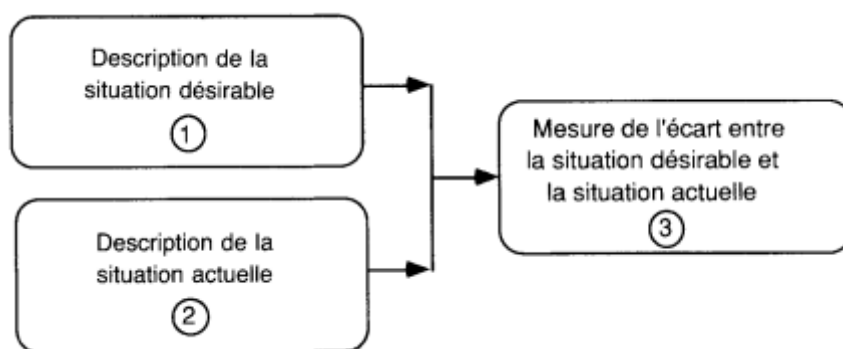 Description de la
situation désirable
1
Description de la
situation actuelle
2
Mesure de l'écart entre
la situation désirable et
la situation actuelle
3